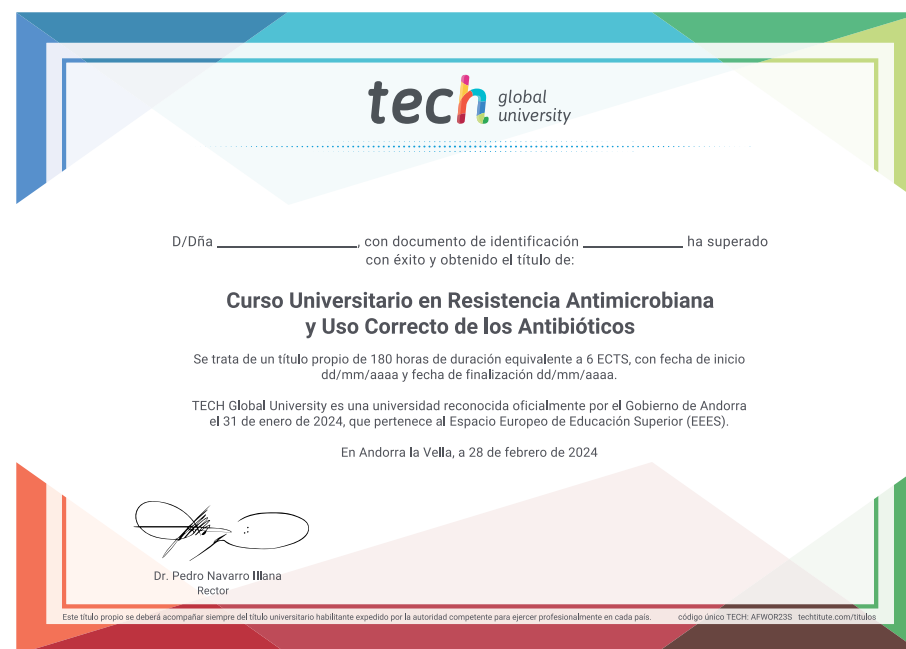 tech global university
D/Dña ____________, con documento de identificación ____________ ha superado
con éxito y obtenido el título de:
Curso Universitario en Resistencia Antimicrobiana
y Uso Correcto de los Antibióticos
Se trata de un título propio de 180 horas de duración equivalente a 6 ECTS, con fecha de inicio
dd/mm/aaaa y fecha de finalización dd/mm/aaaa.
TECH Global University es una universidad reconocida oficialmente por el Gobierno de Andorra
el 31 de enero de 2024, que pertenece al Espacio Europeo de Educación Superior (EEES).
En Andorra la Vella, a 28 de febrero de 2024
Dr. Pedro Navarro Illana
Rector
Este título propio se deberá acompañar siempre del título universitario habilitante expedido por la autoridad competente para ejercer profesionalmente en cada país. código único TECH: AFWOR23S techtitute.com/titulos